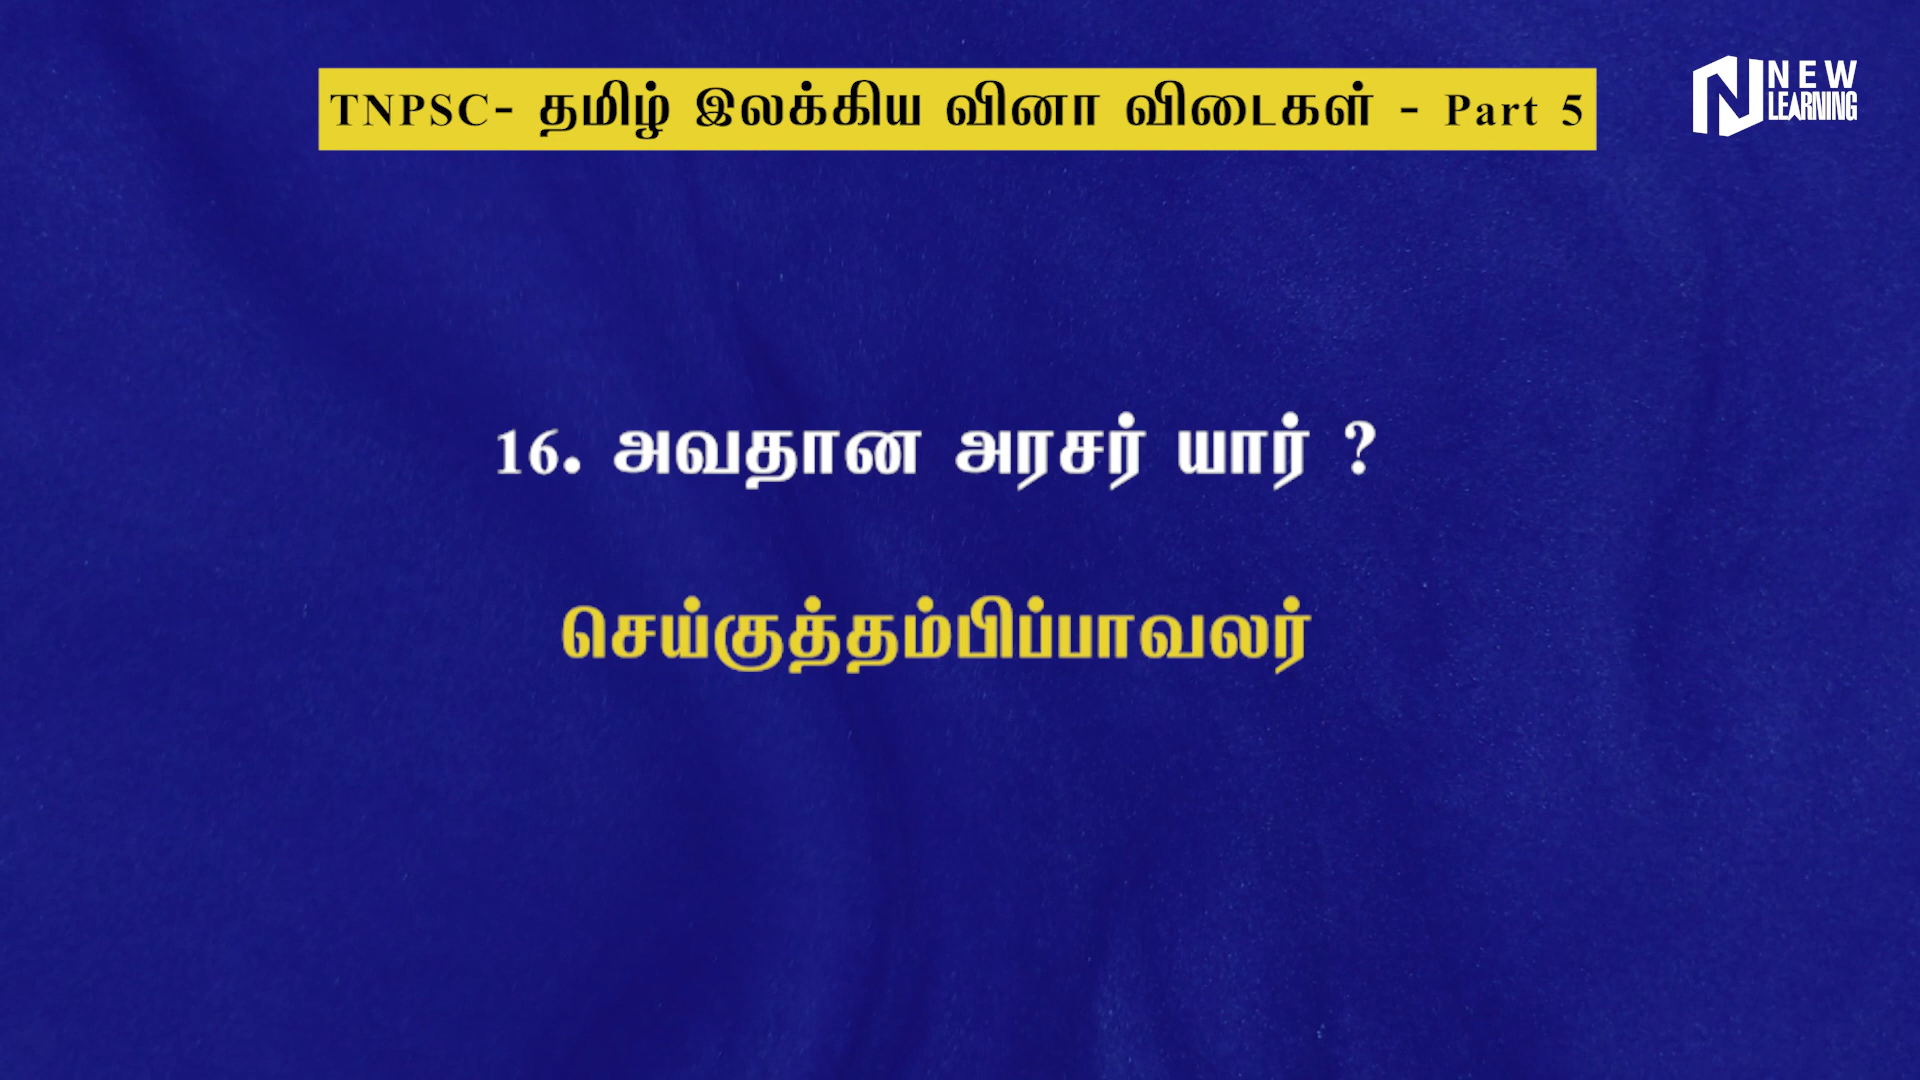 TNPSC- தமிழ் இலக்கிய வினா விடைகள் - Part 5
NEW
LEARNING
16. அவதான அரசர் யார் ?
செய்குத்தம்பிப்பாவலர்